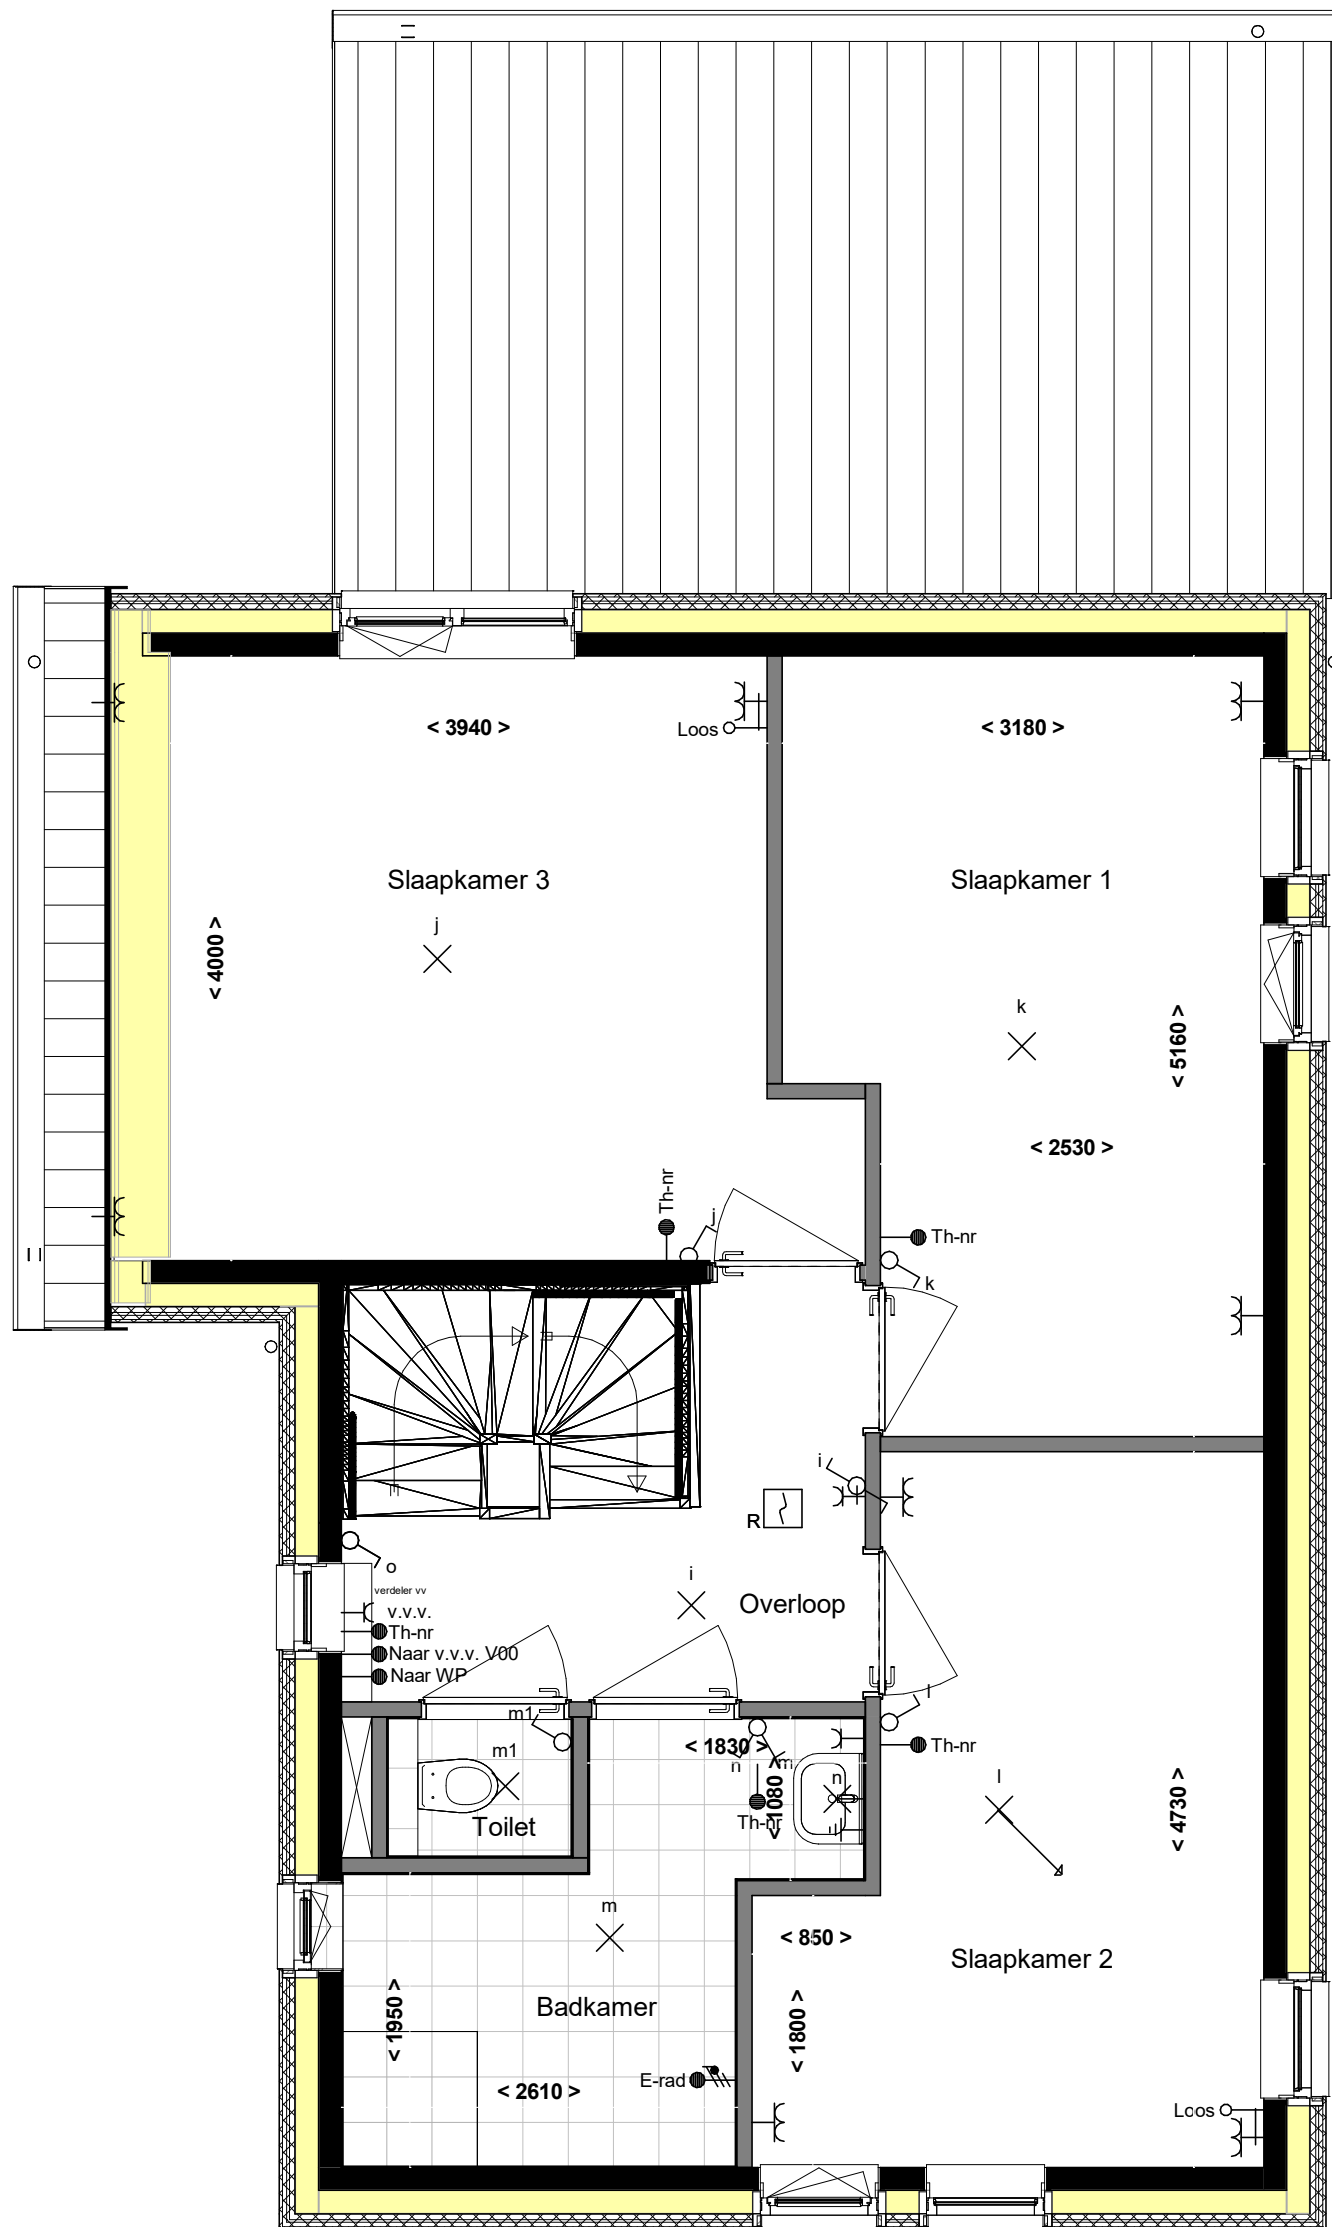 < 3940 >
Loos
< 3180 >
Slaapkamer 3
j
< 4000 >
Slaapkamer 1
k
< 5160 >
< 2530 >
Th-nr
j
Th-nr
k
i
R
o
verdeler vv
v.v.v.
Th-nr
Naar v.v.v. V00
Naar WP
i
Overloop
m1
m1
Toilet
< 1830 >
n
m
n
< 1080 >
Th-nr
l
Th-nr
l
< 4730 >
m
< 850 >
Slaapkamer 2
Badkamer
< 1950 >
< 1800 >
E-rad
< 2610 >
Loos